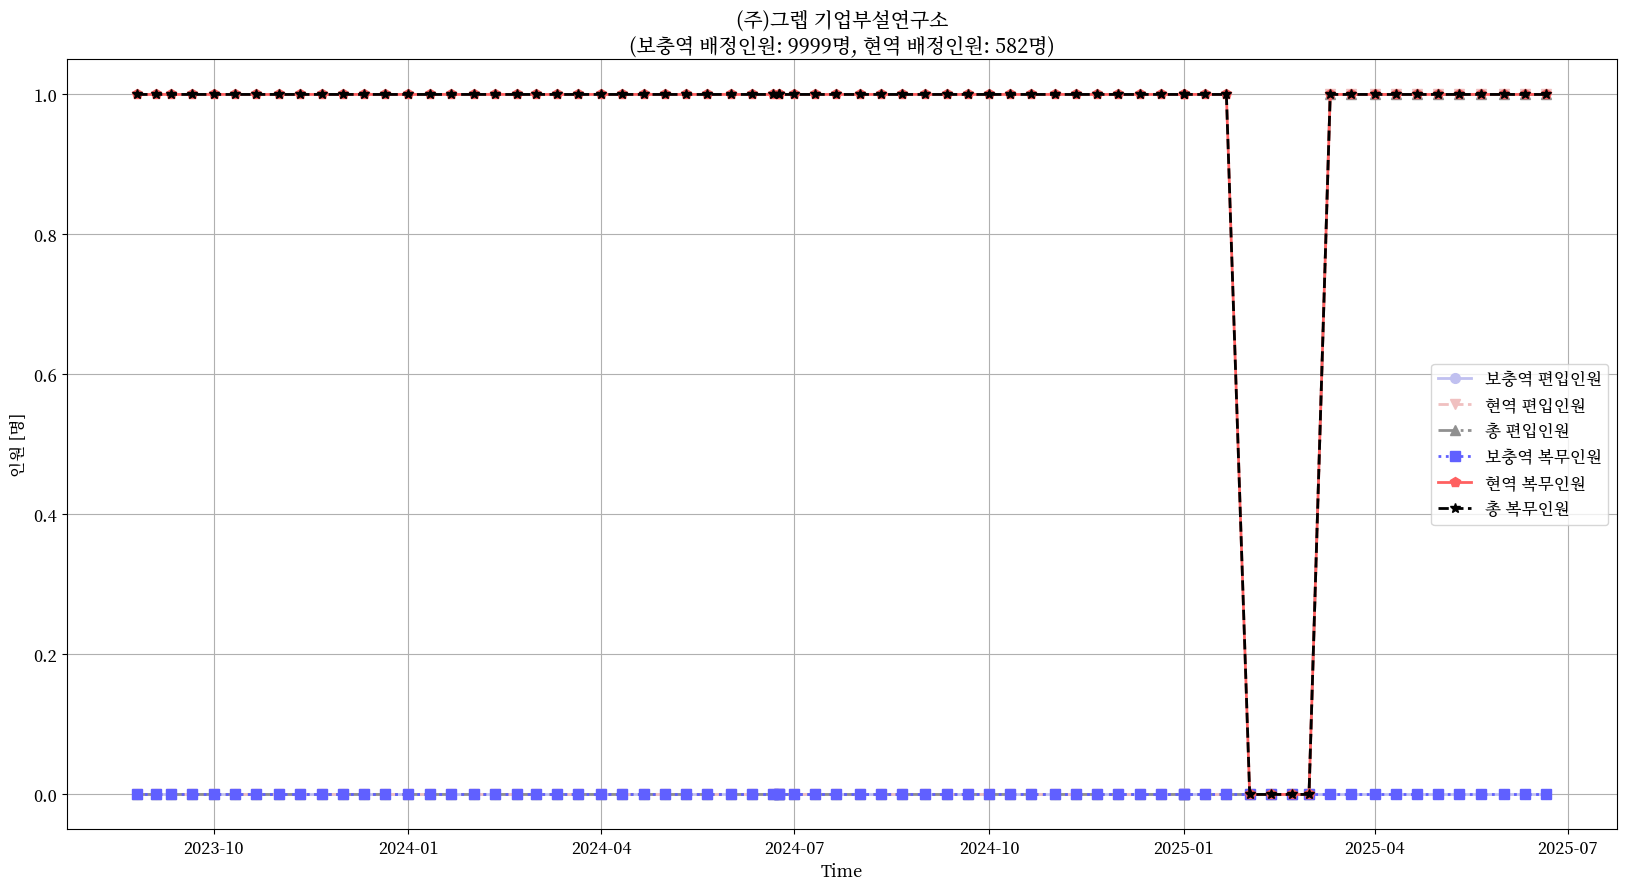 (주)그렙 기업부설연구소
(보충역 배정인원: 9999명, 현역 배정인원: 582명)
인원 [명]
1.0
0.8
0.6
0.4
0.2
0.0
보충역 편입인원
현역 편입인원
총 편입인원
보충역 복무인원
현역 복무인원
총 복무인원
2023-10
2024-01
2024-04
2024-07
2024-10
2025-01
2025-04
2025-07
Time